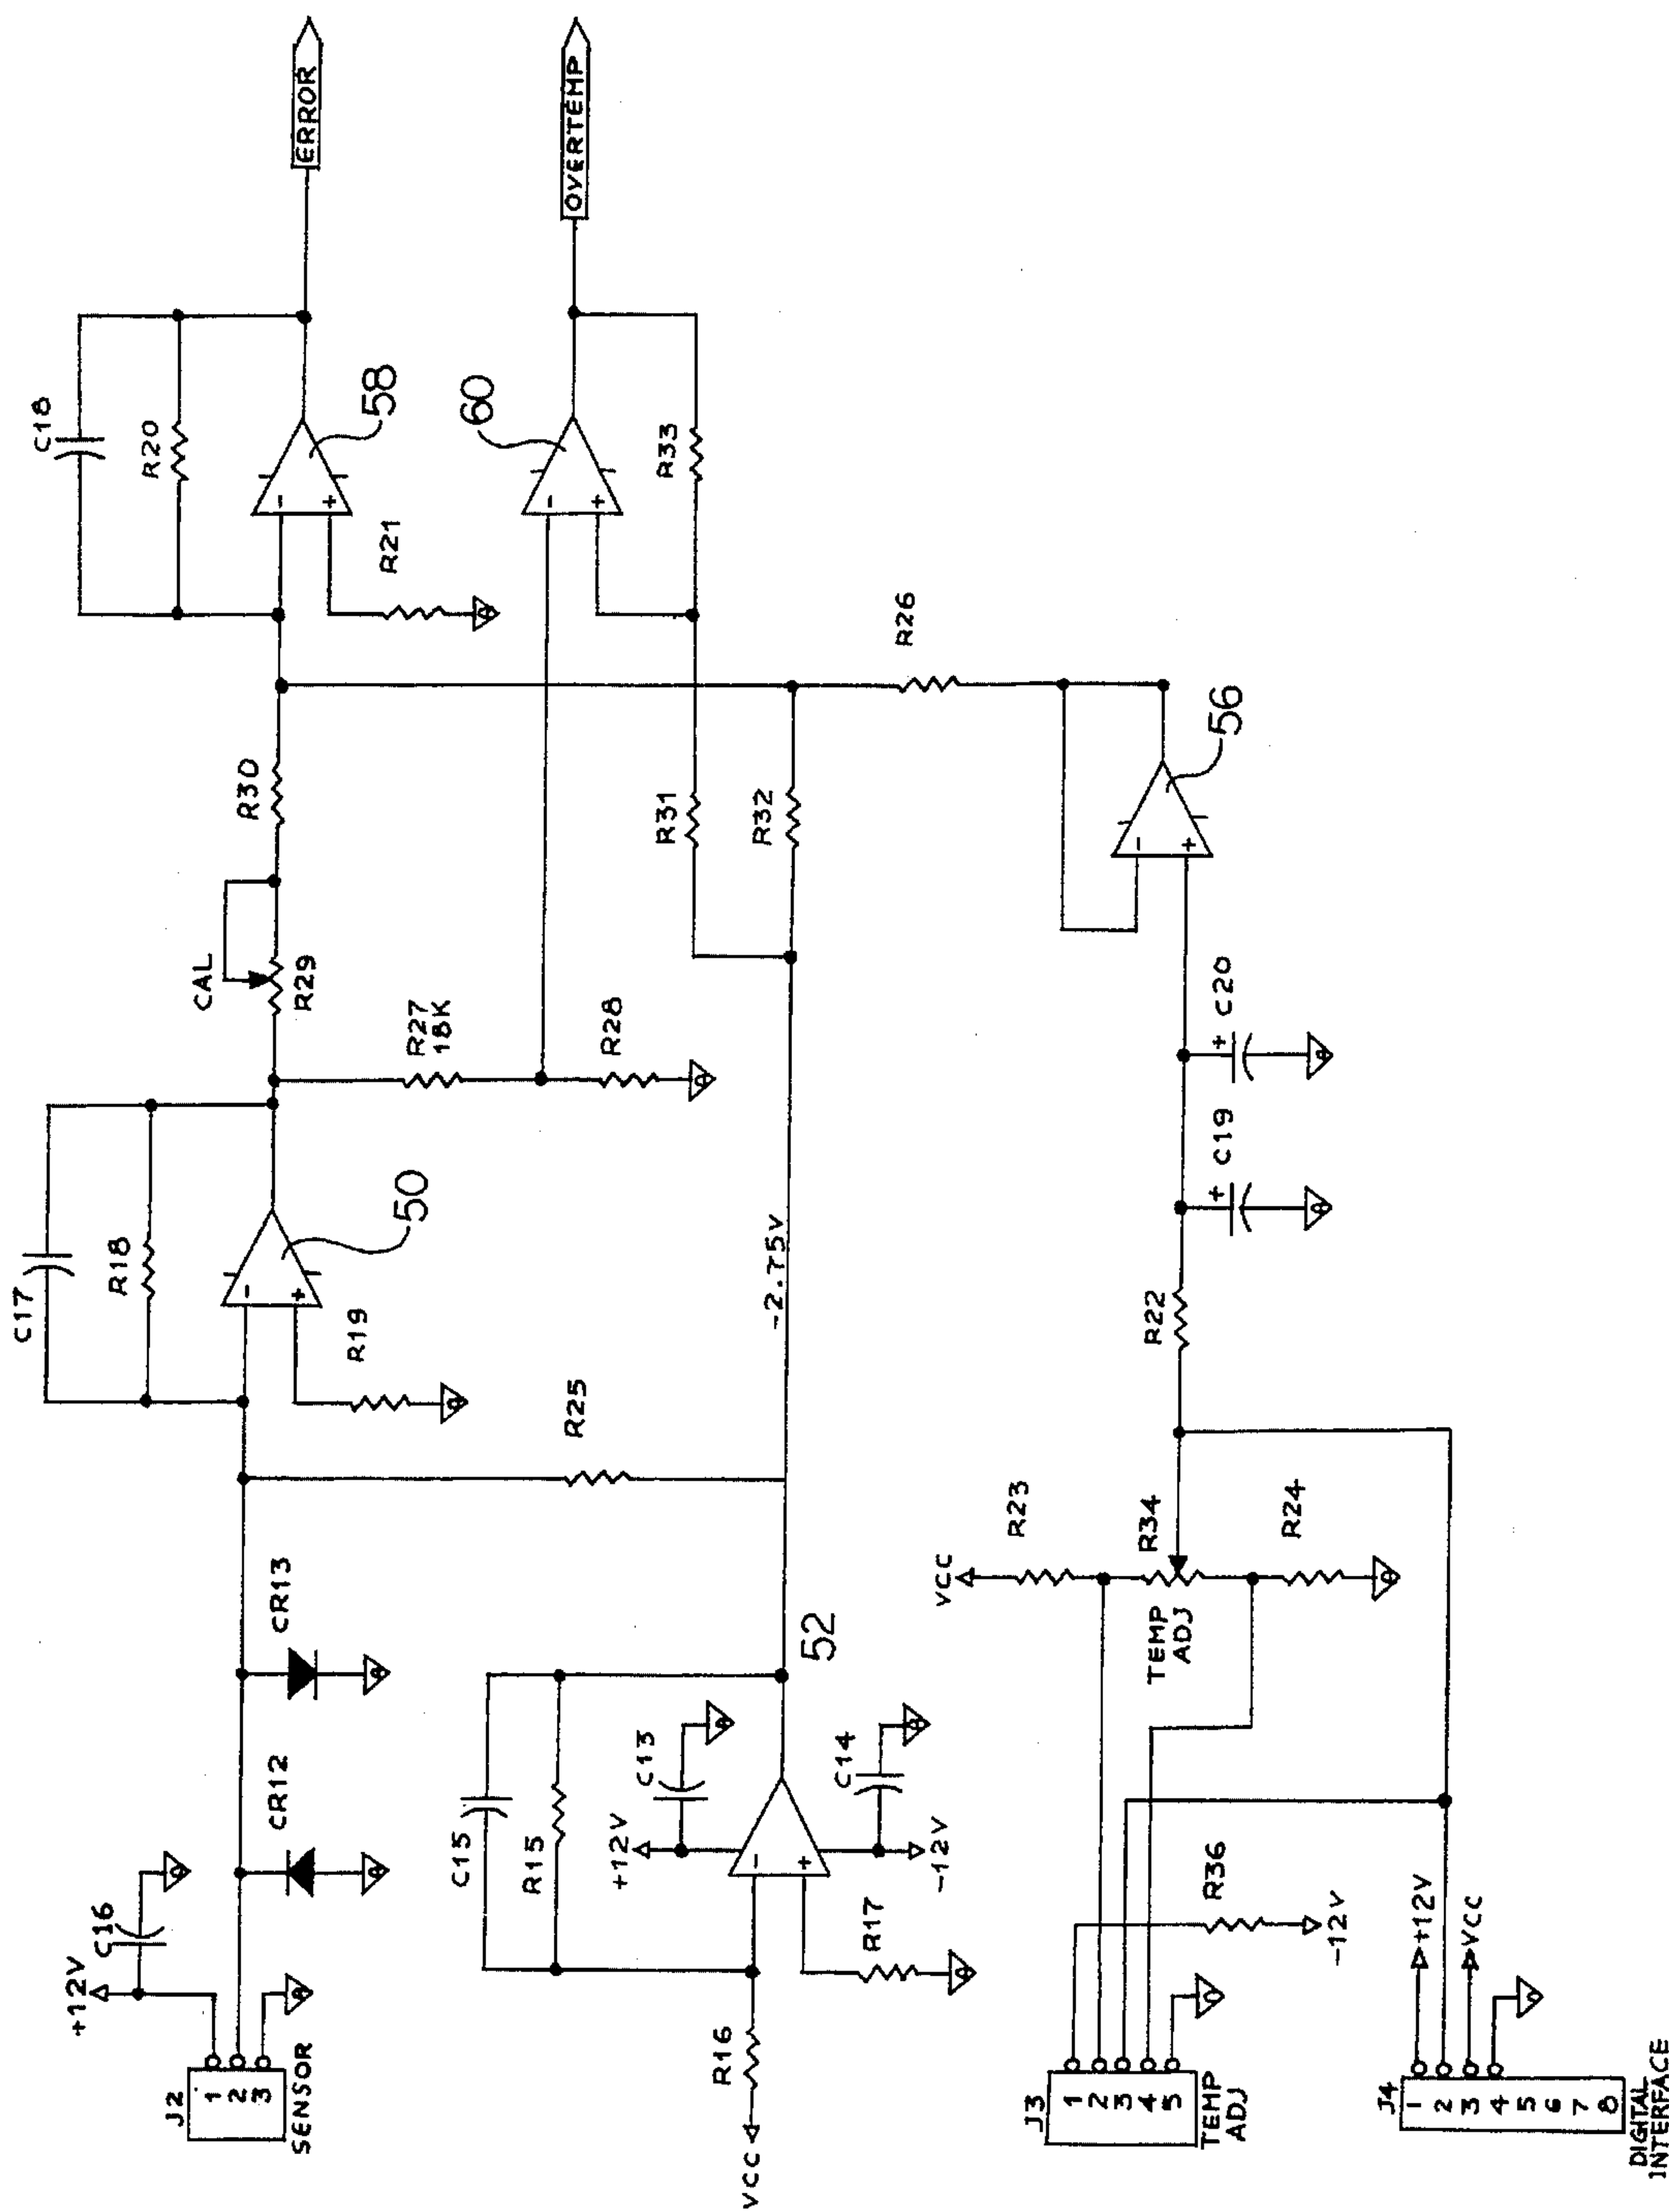 ERROR
OVERTEMP
C18
R20
58
R21
60
R33
R26
R30
CAL
R29
R31
R32
56
R27
18K
R28
C20
C19
C17
R18
50
R19
-2.75V
R22
R25
R23
VCC
R34
TEMP
ADJ
R24
CR13
CR12
52
C15
R15
C13
+12V
C14
-12V
C16
+12V
R17
R16
VCC
R36
-12V
J2
1
2
3
SENSOR
J3
1
2
3
4
5
TEMP
ADJ
+12V
VCC
J4
1
2
3
4
5
6
7
8
DIGITAL
INTERFACE